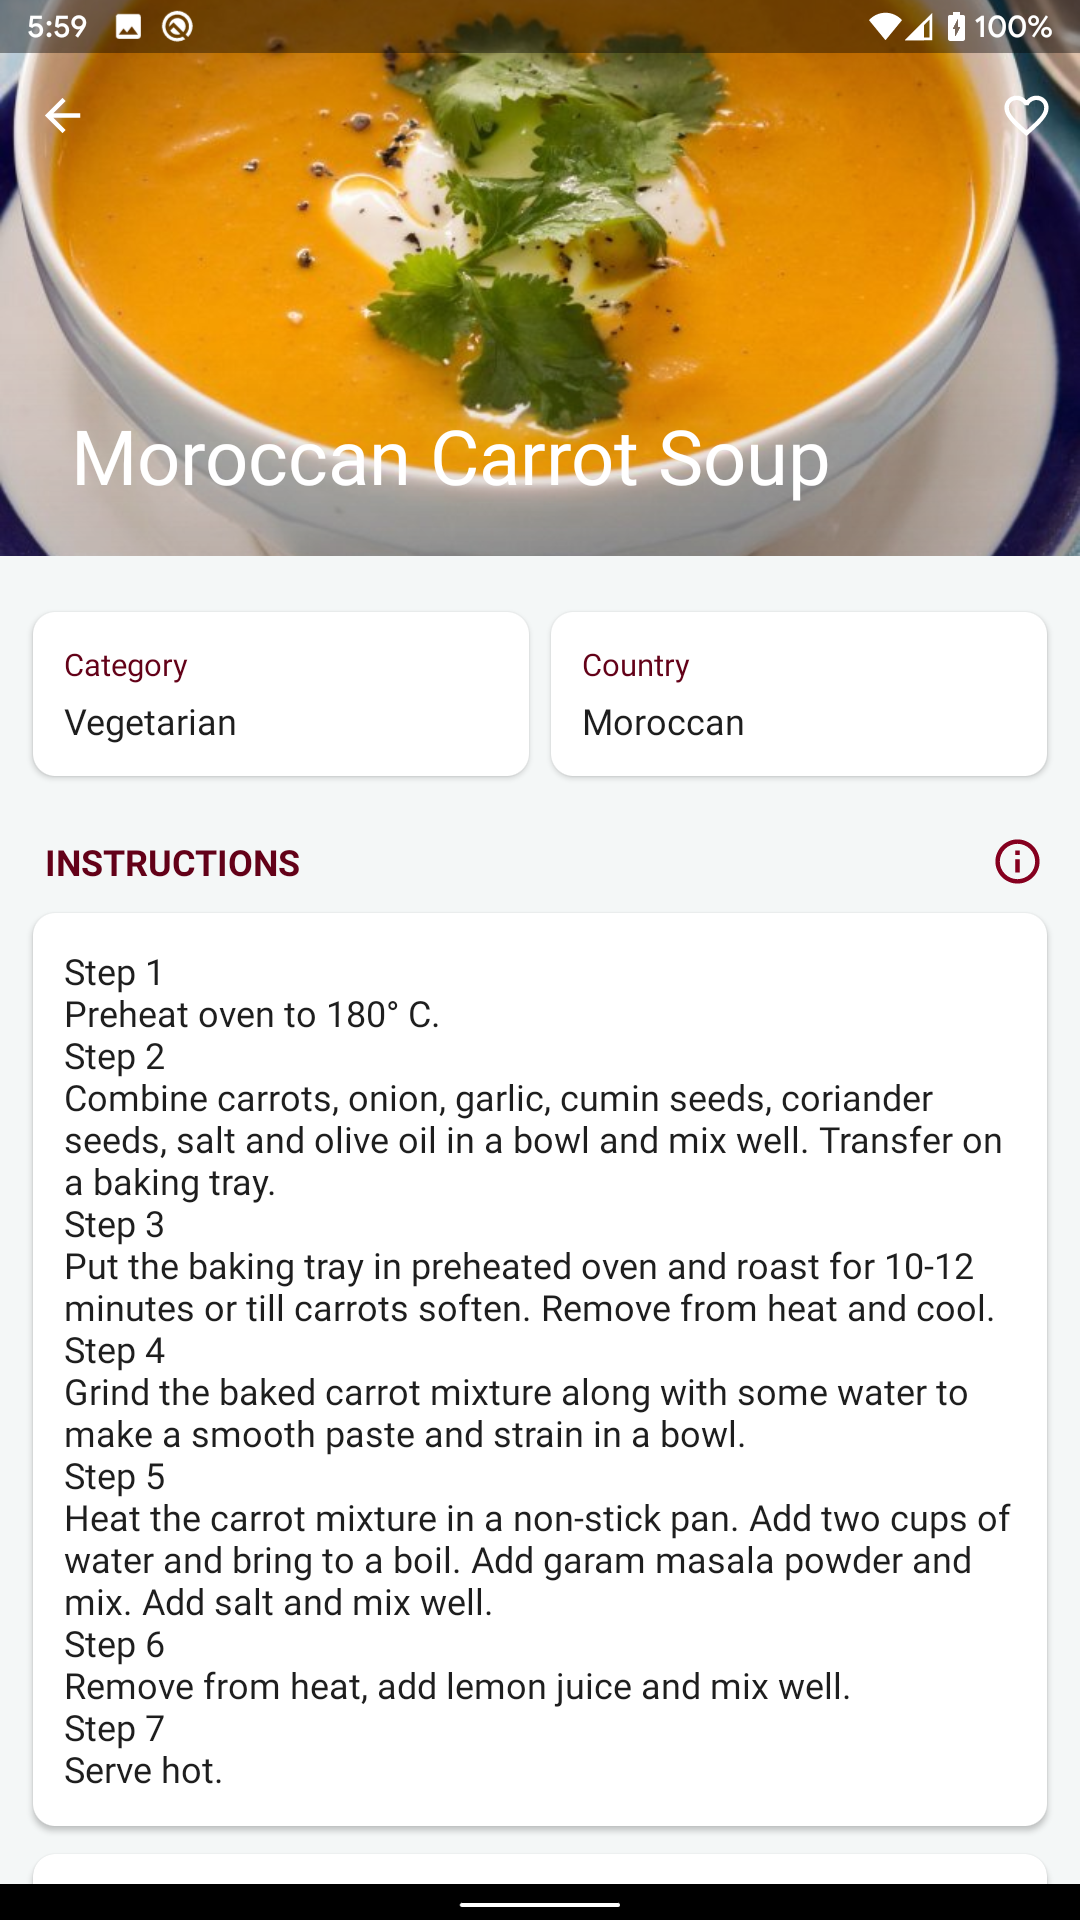 5:59
100%
Moroccan Carrot Soup
Category
Vegetarian
Country
Moroccan
INSTRUCTIONS
Step 1
Preheat oven to 180° C.
Step 2
Combine carrots, onion, garlic, cumin seeds, coriander
seeds, salt and olive oil in a bowl and mix well. Transfer on
a baking tray.
Step 3
Put the baking tray in preheated oven and roast for 10-12
minutes or till carrots soften. Remove from heat and cool.
Step 4
Grind the baked carrot mixture along with some water to
make a smooth paste and strain in a bowl.
Step 5
Heat the carrot mixture in a non-stick pan. Add two cups of
water and bring to a boil. Add garam masala powder and
mix. Add salt and mix well.
Step 6
Remove from heat, add lemon juice and mix well.
Step 7
Serve hot.